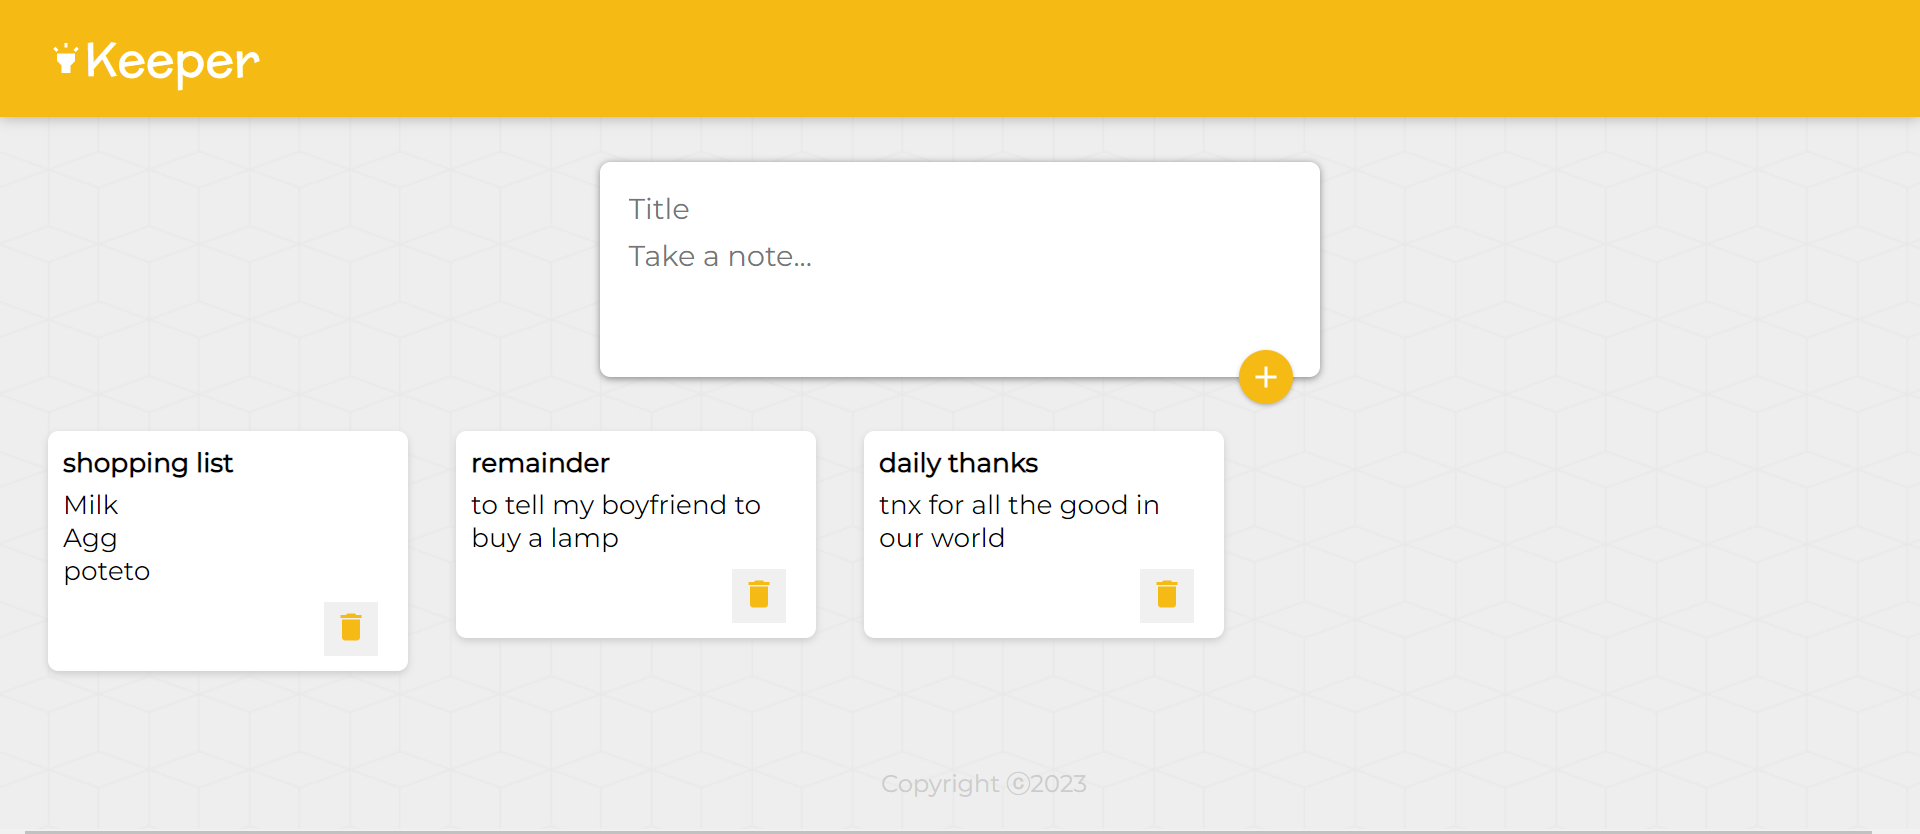 Keeper
Title
Take a note...
shopping list
Milk
Agg
poteto
remainder
to tell my boyfriend to
buy a lamp
daily thanks
tnx for all the good in
our world
Copyright ⓒ2023